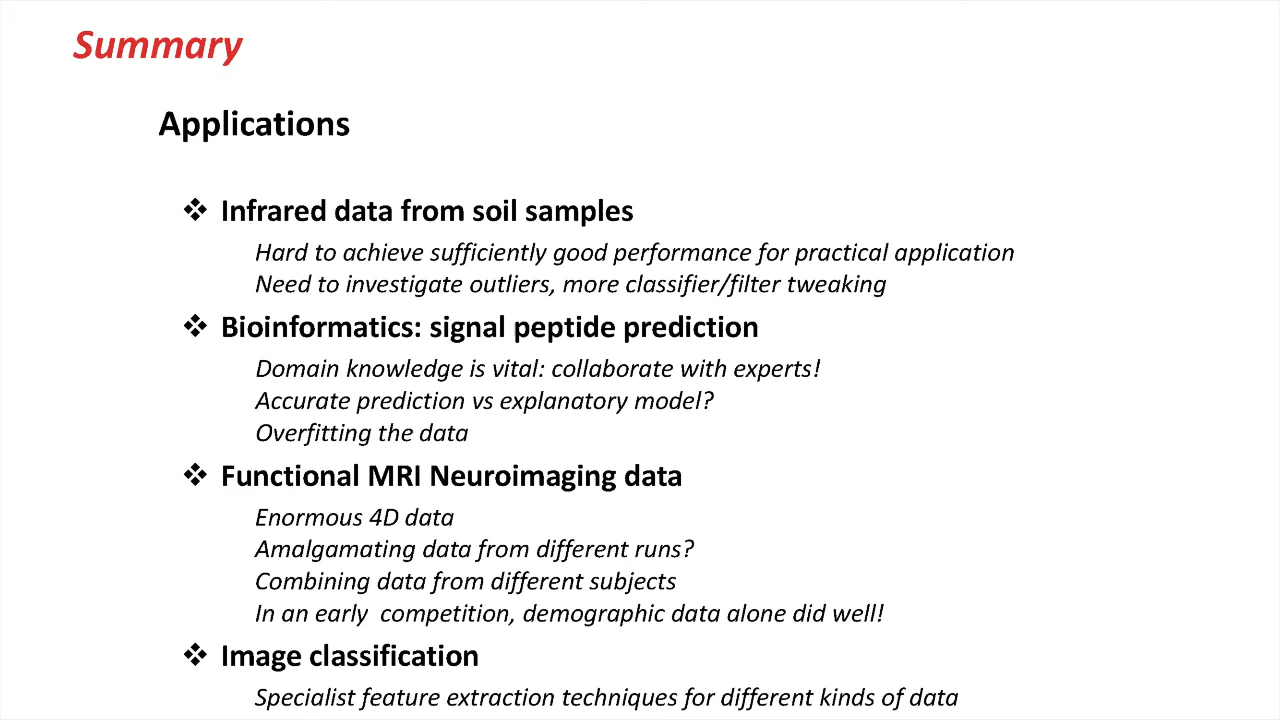 Summary
Applications
❖ Infrared data from soil samples
Hard to achieve sufficiently good performance for practical application
Need to investigate outliers, more classifier/filter tweaking
❖ Bioinformatics: signal peptide prediction
Domain knowledge is vital: collaborate with experts!
Accurate prediction vs explanatory model?
Overfitting the data
❖ Functional MRI Neuroimaging data
Enormous 4D data
Amalgamating data from different runs?
Combining data from different subjects
In an early  competition, demographic data alone did well!
❖ Image classification
Specialist feature extraction techniques for different kinds of data